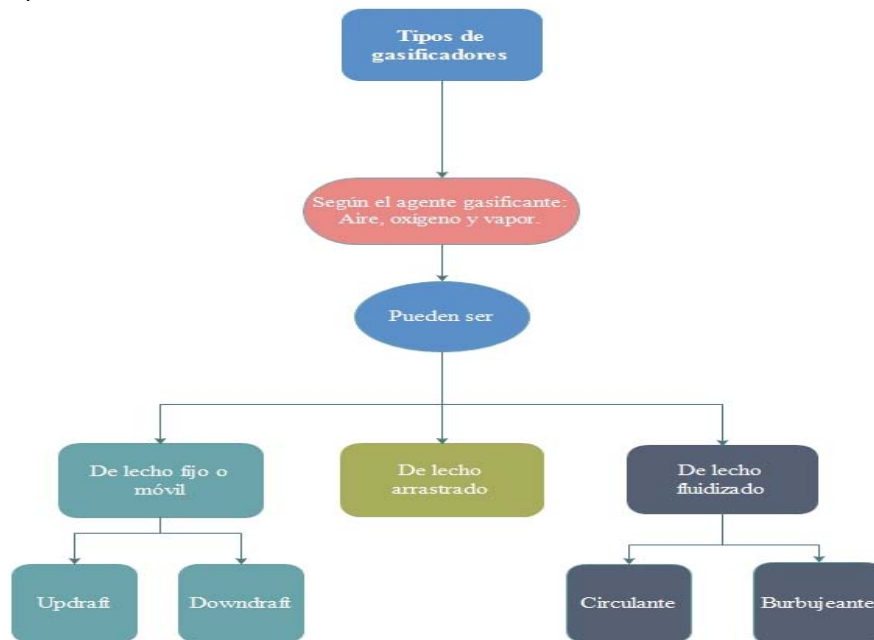 Tipos de
gasificadores
Según el agente gasificante:
Aire, oxígeno y vapor.
Pueden ser
De lecho fijo o
móvil
De lecho
arrastrado
De lecho
fluidizado
Updraft
Downdraft
Circulante
Burbujeante